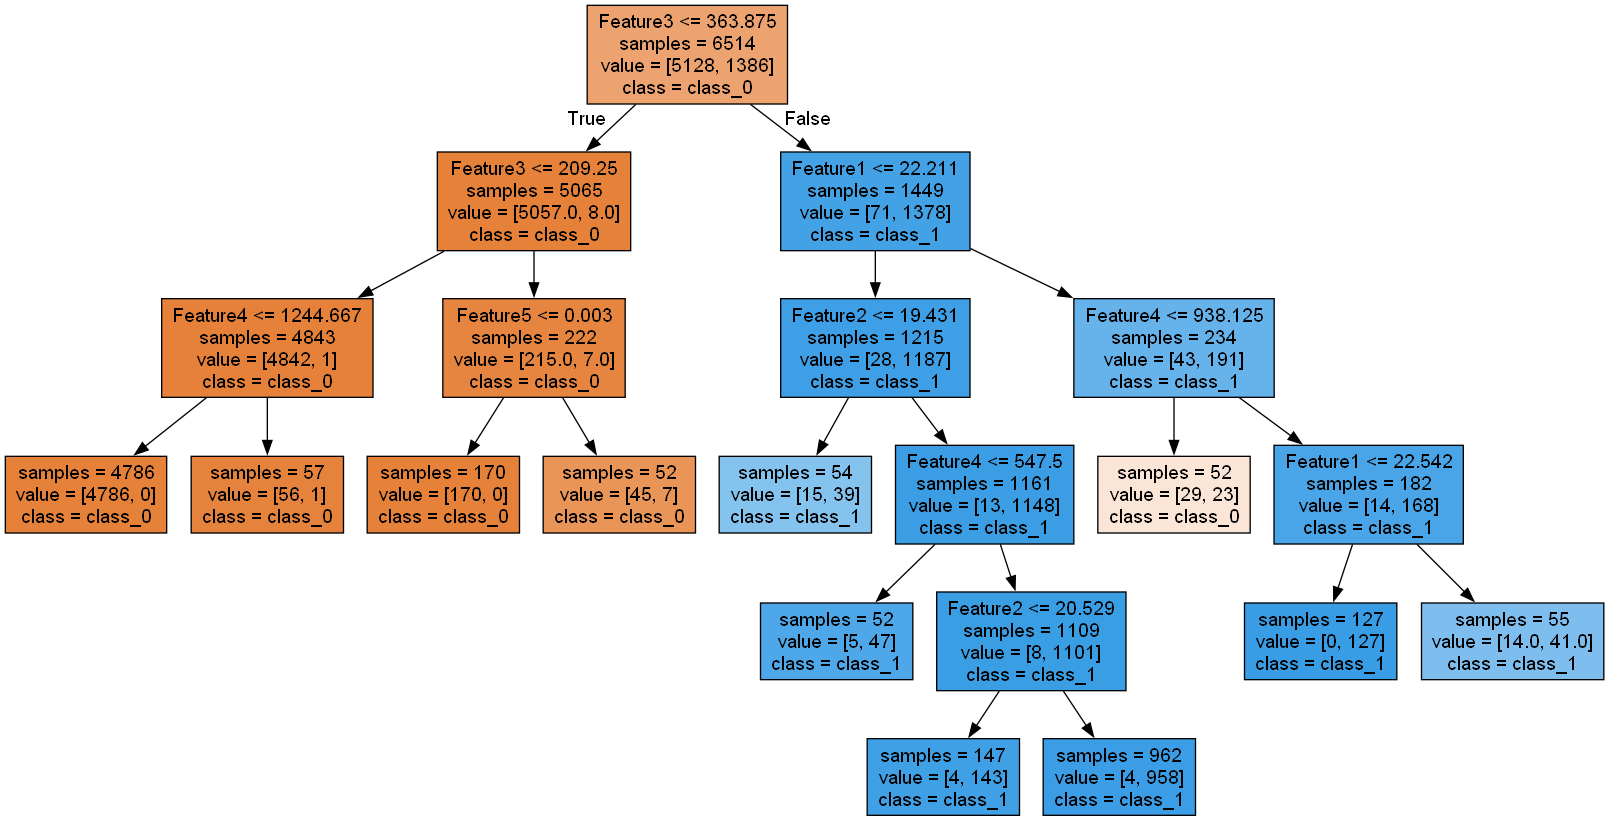 Feature3 <= 363.875
samples = 6514
value = [5128, 1386]
class = class_0
True
False
Feature3 <= 209.25
samples = 5065
value = [5057.0, 8.0]
class = class_0
Feature1 <= 22.211
samples = 1449
value = [71, 1378]
class = class_1
Feature4 <= 1244.667
samples = 4843
value = [4842, 1]
class = class_0
Feature5 <= 0.003
samples = 222
value = [215.0, 7.0]
class = class_0
Feature2 <= 19.431
samples = 1215
value = [28, 1187]
class = class_1
Feature4 <= 938.125
samples = 234
value = [43, 191]
class = class_1
samples = 4786
value = [4786, 0]
class = class_0
samples = 57
value = [56, 1]
class = class_0
samples = 170
value = [170, 0]
class = class_0
samples = 52
value = [45, 7]
class = class_0
samples = 54
value = [15, 39]
class = class_1
Feature4 <= 547.5
samples = 1161
value = [13, 1148]
class = class_1
samples = 52
value = [29, 23]
class = class_0
Feature1 <= 22.542
samples = 182
value = [14, 168]
class = class_1
samples = 52
value = [5, 47]
class = class_1
Feature2 <= 20.529
samples = 1109
value = [8, 1101]
class = class_1
samples = 127
value = [0, 127]
class = class_1
samples = 55
value = [14.0, 41.0]
class = class_1
samples = 147
value = [4, 143]
class = class_1
samples = 962
value = [4, 958]
class = class_1